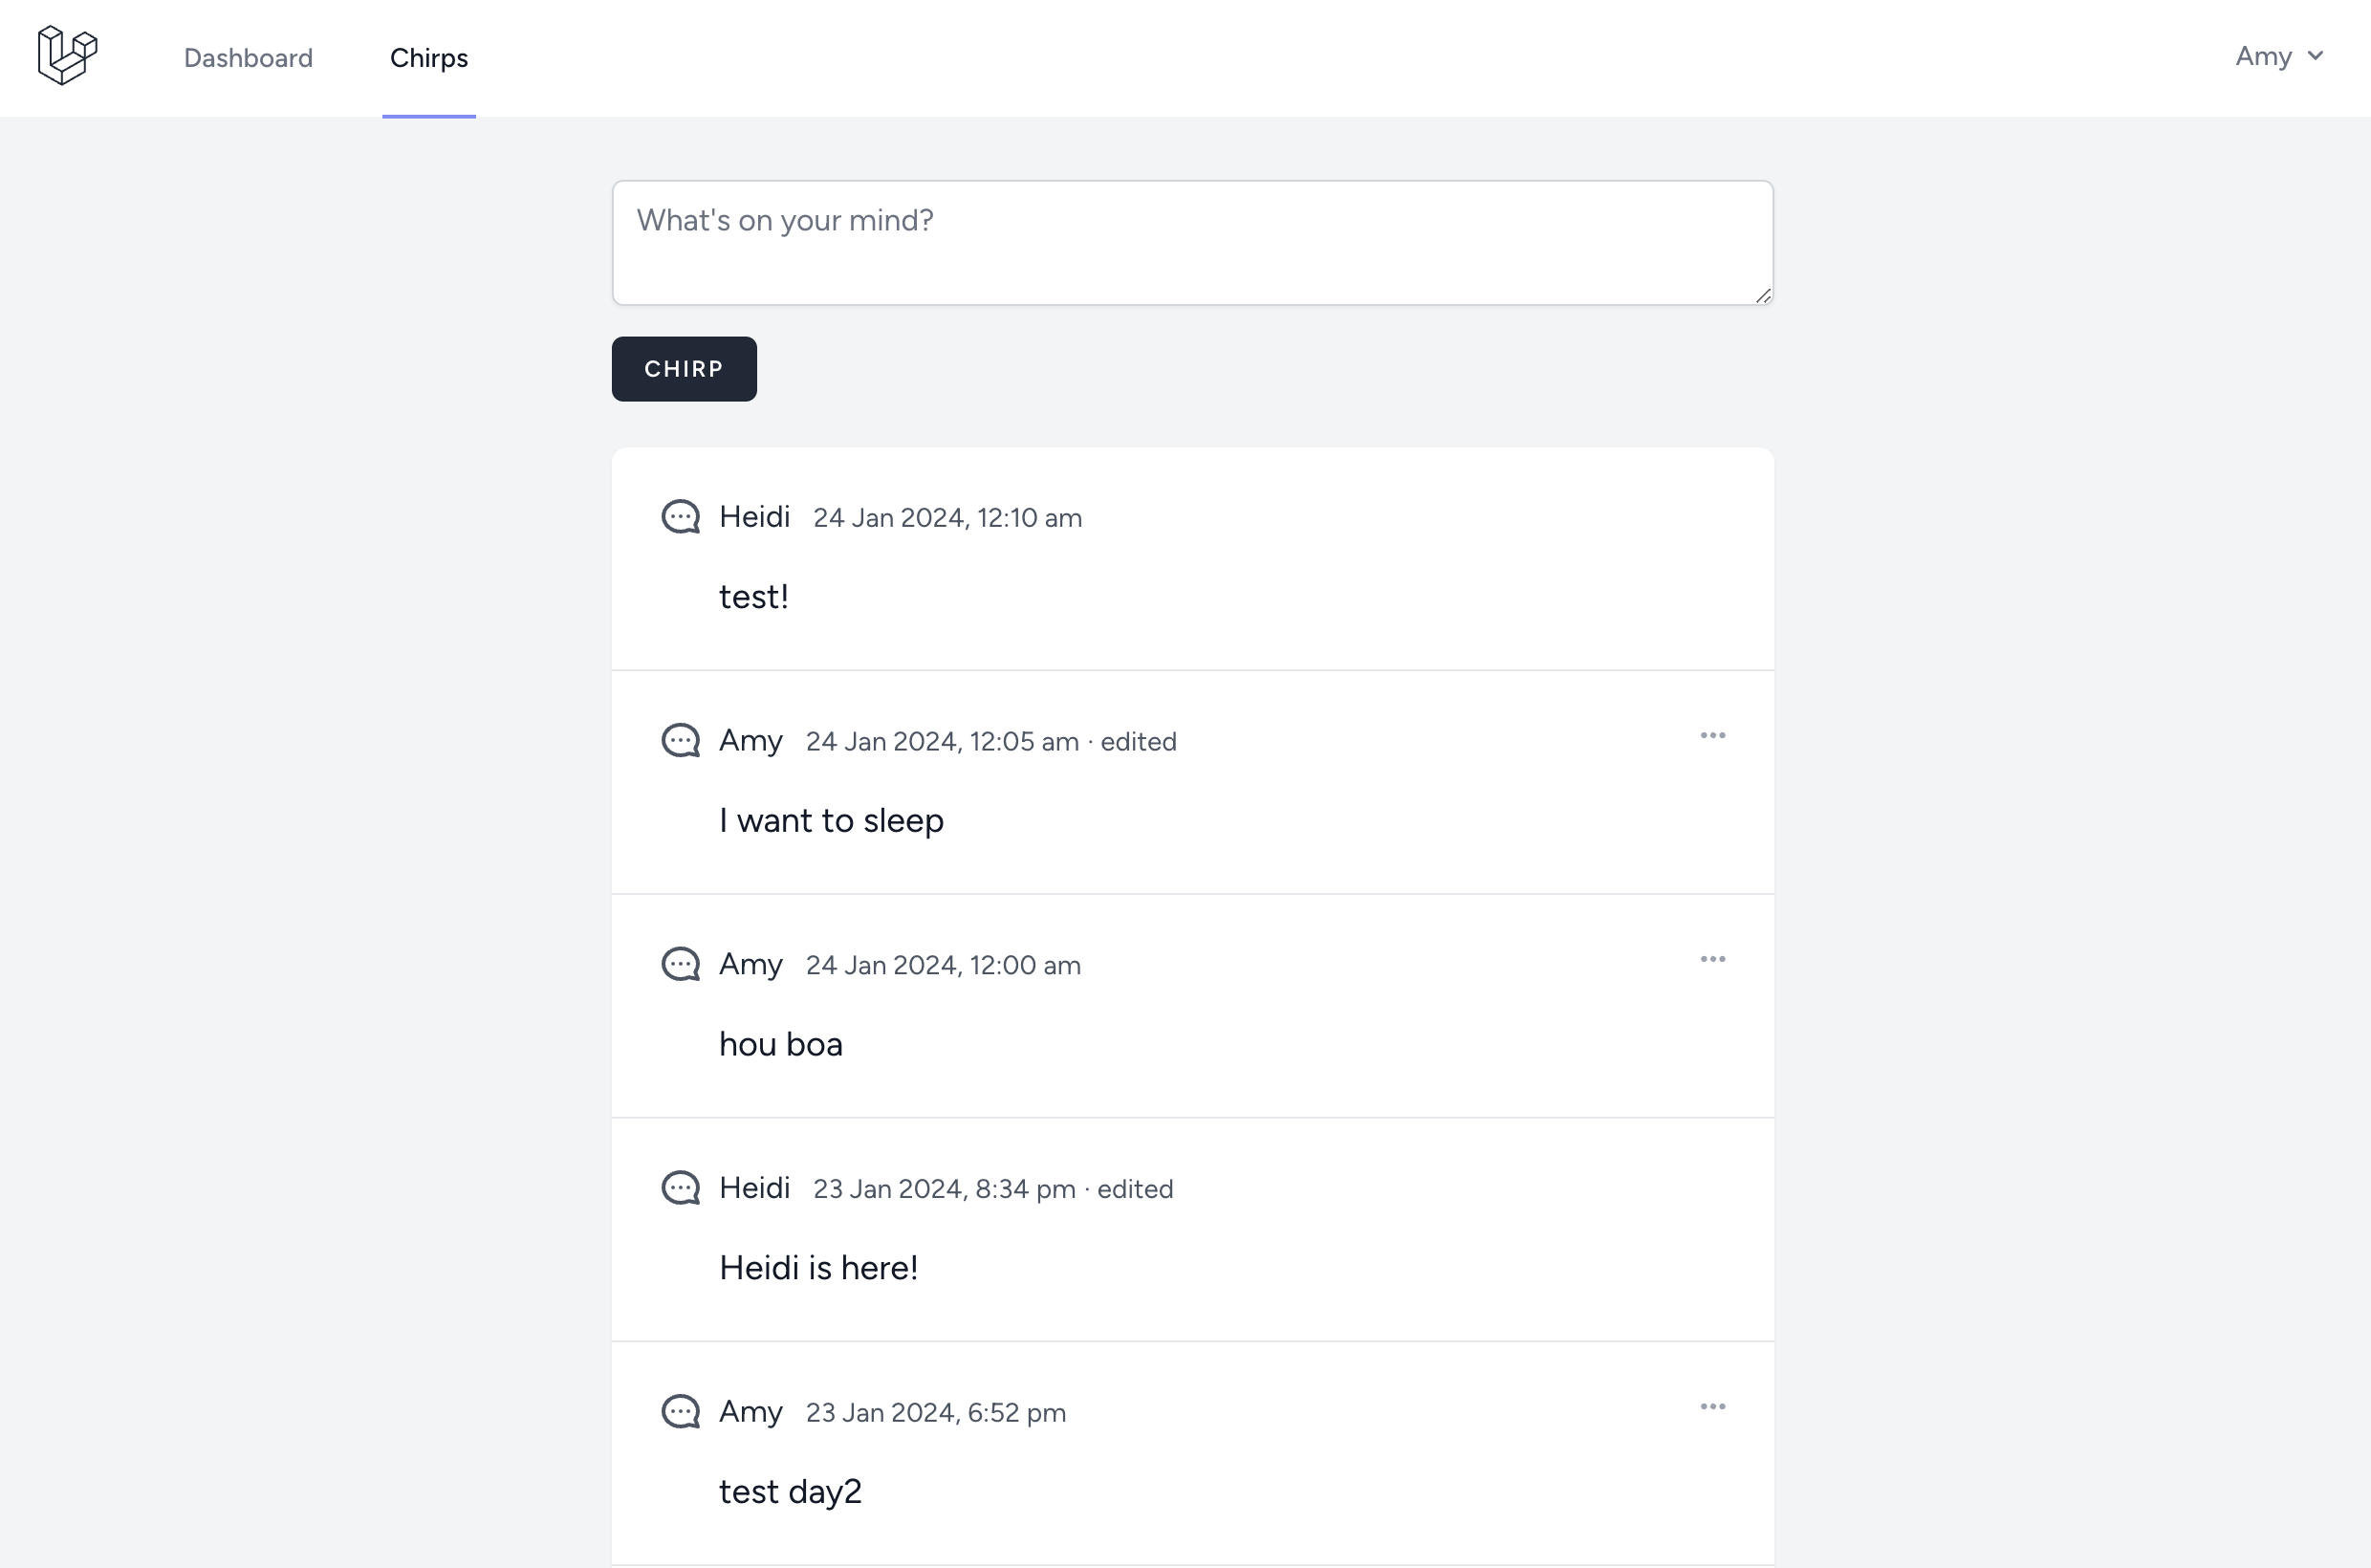 Dashboard Chirps Amy
What's on your mind?
CHIRP
Heidi 24 Jan 2024, 12:10 am
test!
Amy 24 Jan 2024, 12:05 am · edited
I want to sleep
Amy 24 Jan 2024, 12:00 am
hou boa
Heidi 23 Jan 2024, 8:34 pm · edited
Heidi is here!
Amy 23 Jan 2024, 6:52 pm
test day2